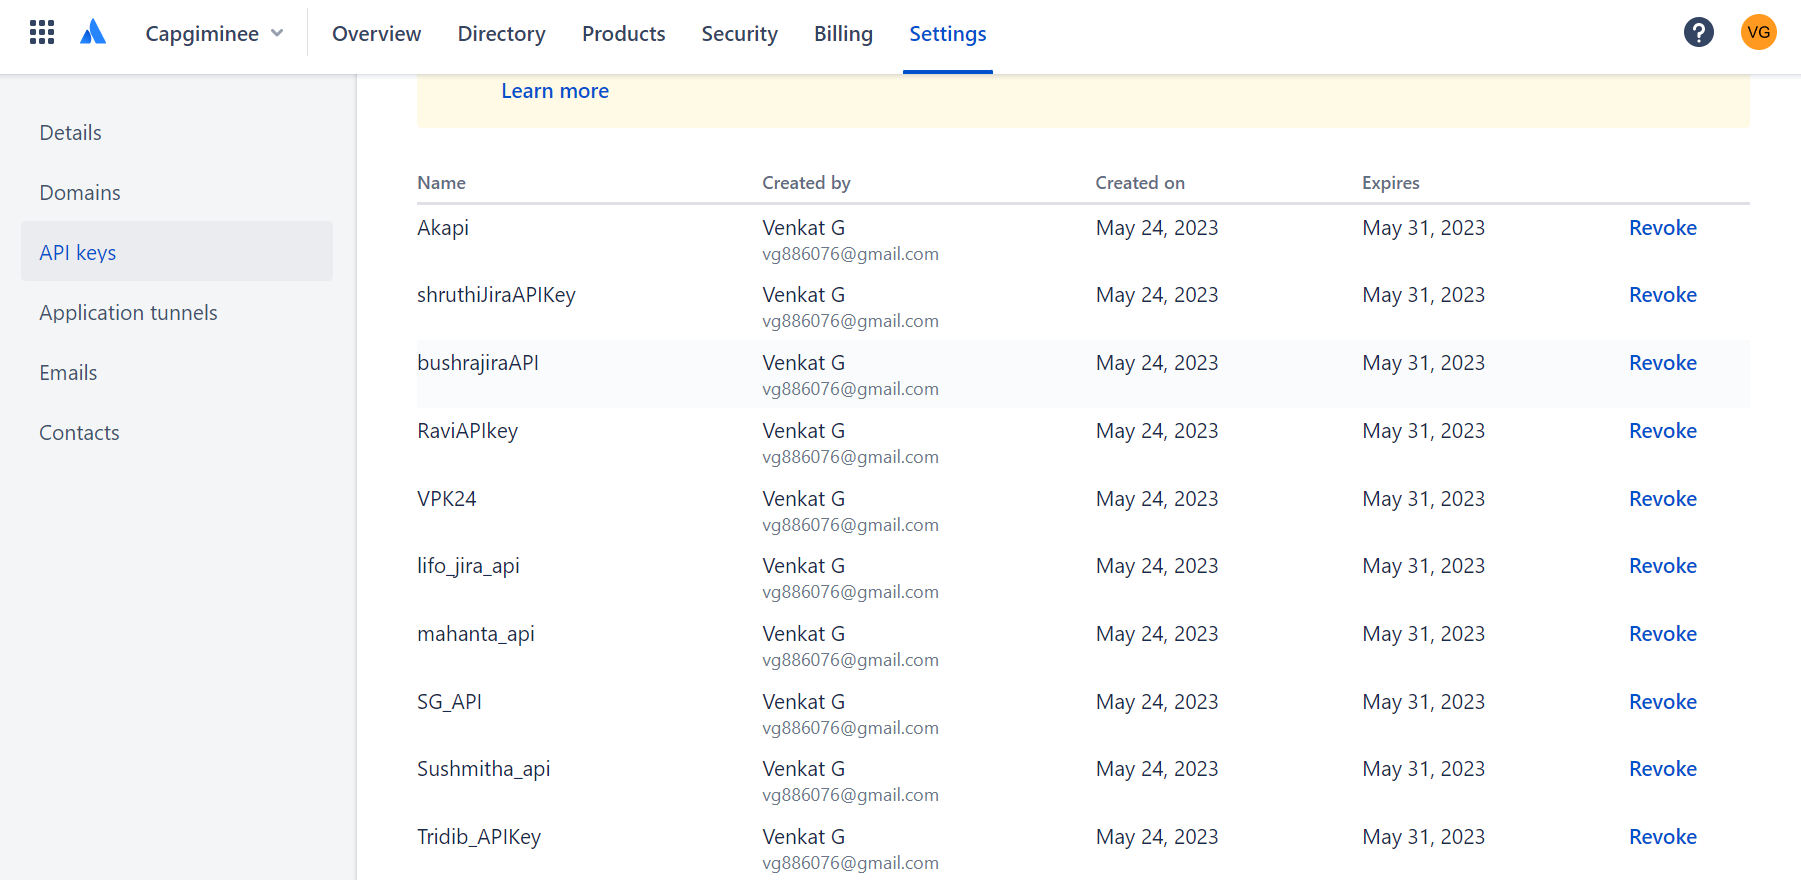 Capgiminee Overview Directory Products Security Billing Settings ? VG
Learn more
Details
Domains
API keys
Application tunnels
Emails
Contacts
Name Created by Created on Expires
Akapi Venkat G May 24, 2023 May 31, 2023 Revoke
vg886076@gmail.com
shruthiJiraAPIKey Venkat G May 24, 2023 May 31, 2023 Revoke
vg886076@gmail.com
bushrajiraAPI Venkat G May 24, 2023 May 31, 2023 Revoke
vg886076@gmail.com
RaviAPIkey Venkat G May 24, 2023 May 31, 2023 Revoke
vg886076@gmail.com
VPK24 Venkat G May 24, 2023 May 31, 2023 Revoke
vg886076@gmail.com
lifo_jira_api Venkat G May 24, 2023 May 31, 2023 Revoke
vg886076@gmail.com
mahanta_api Venkat G May 24, 2023 May 31, 2023 Revoke
vg886076@gmail.com
SG_API Venkat G May 24, 2023 May 31, 2023 Revoke
vg886076@gmail.com
Sushmitha_api Venkat G May 24, 2023 May 31, 2023 Revoke
vg886076@gmail.com
Tridib_APIKey Venkat G May 24, 2023 May 31, 2023 Revoke
vg886076@gmail.com